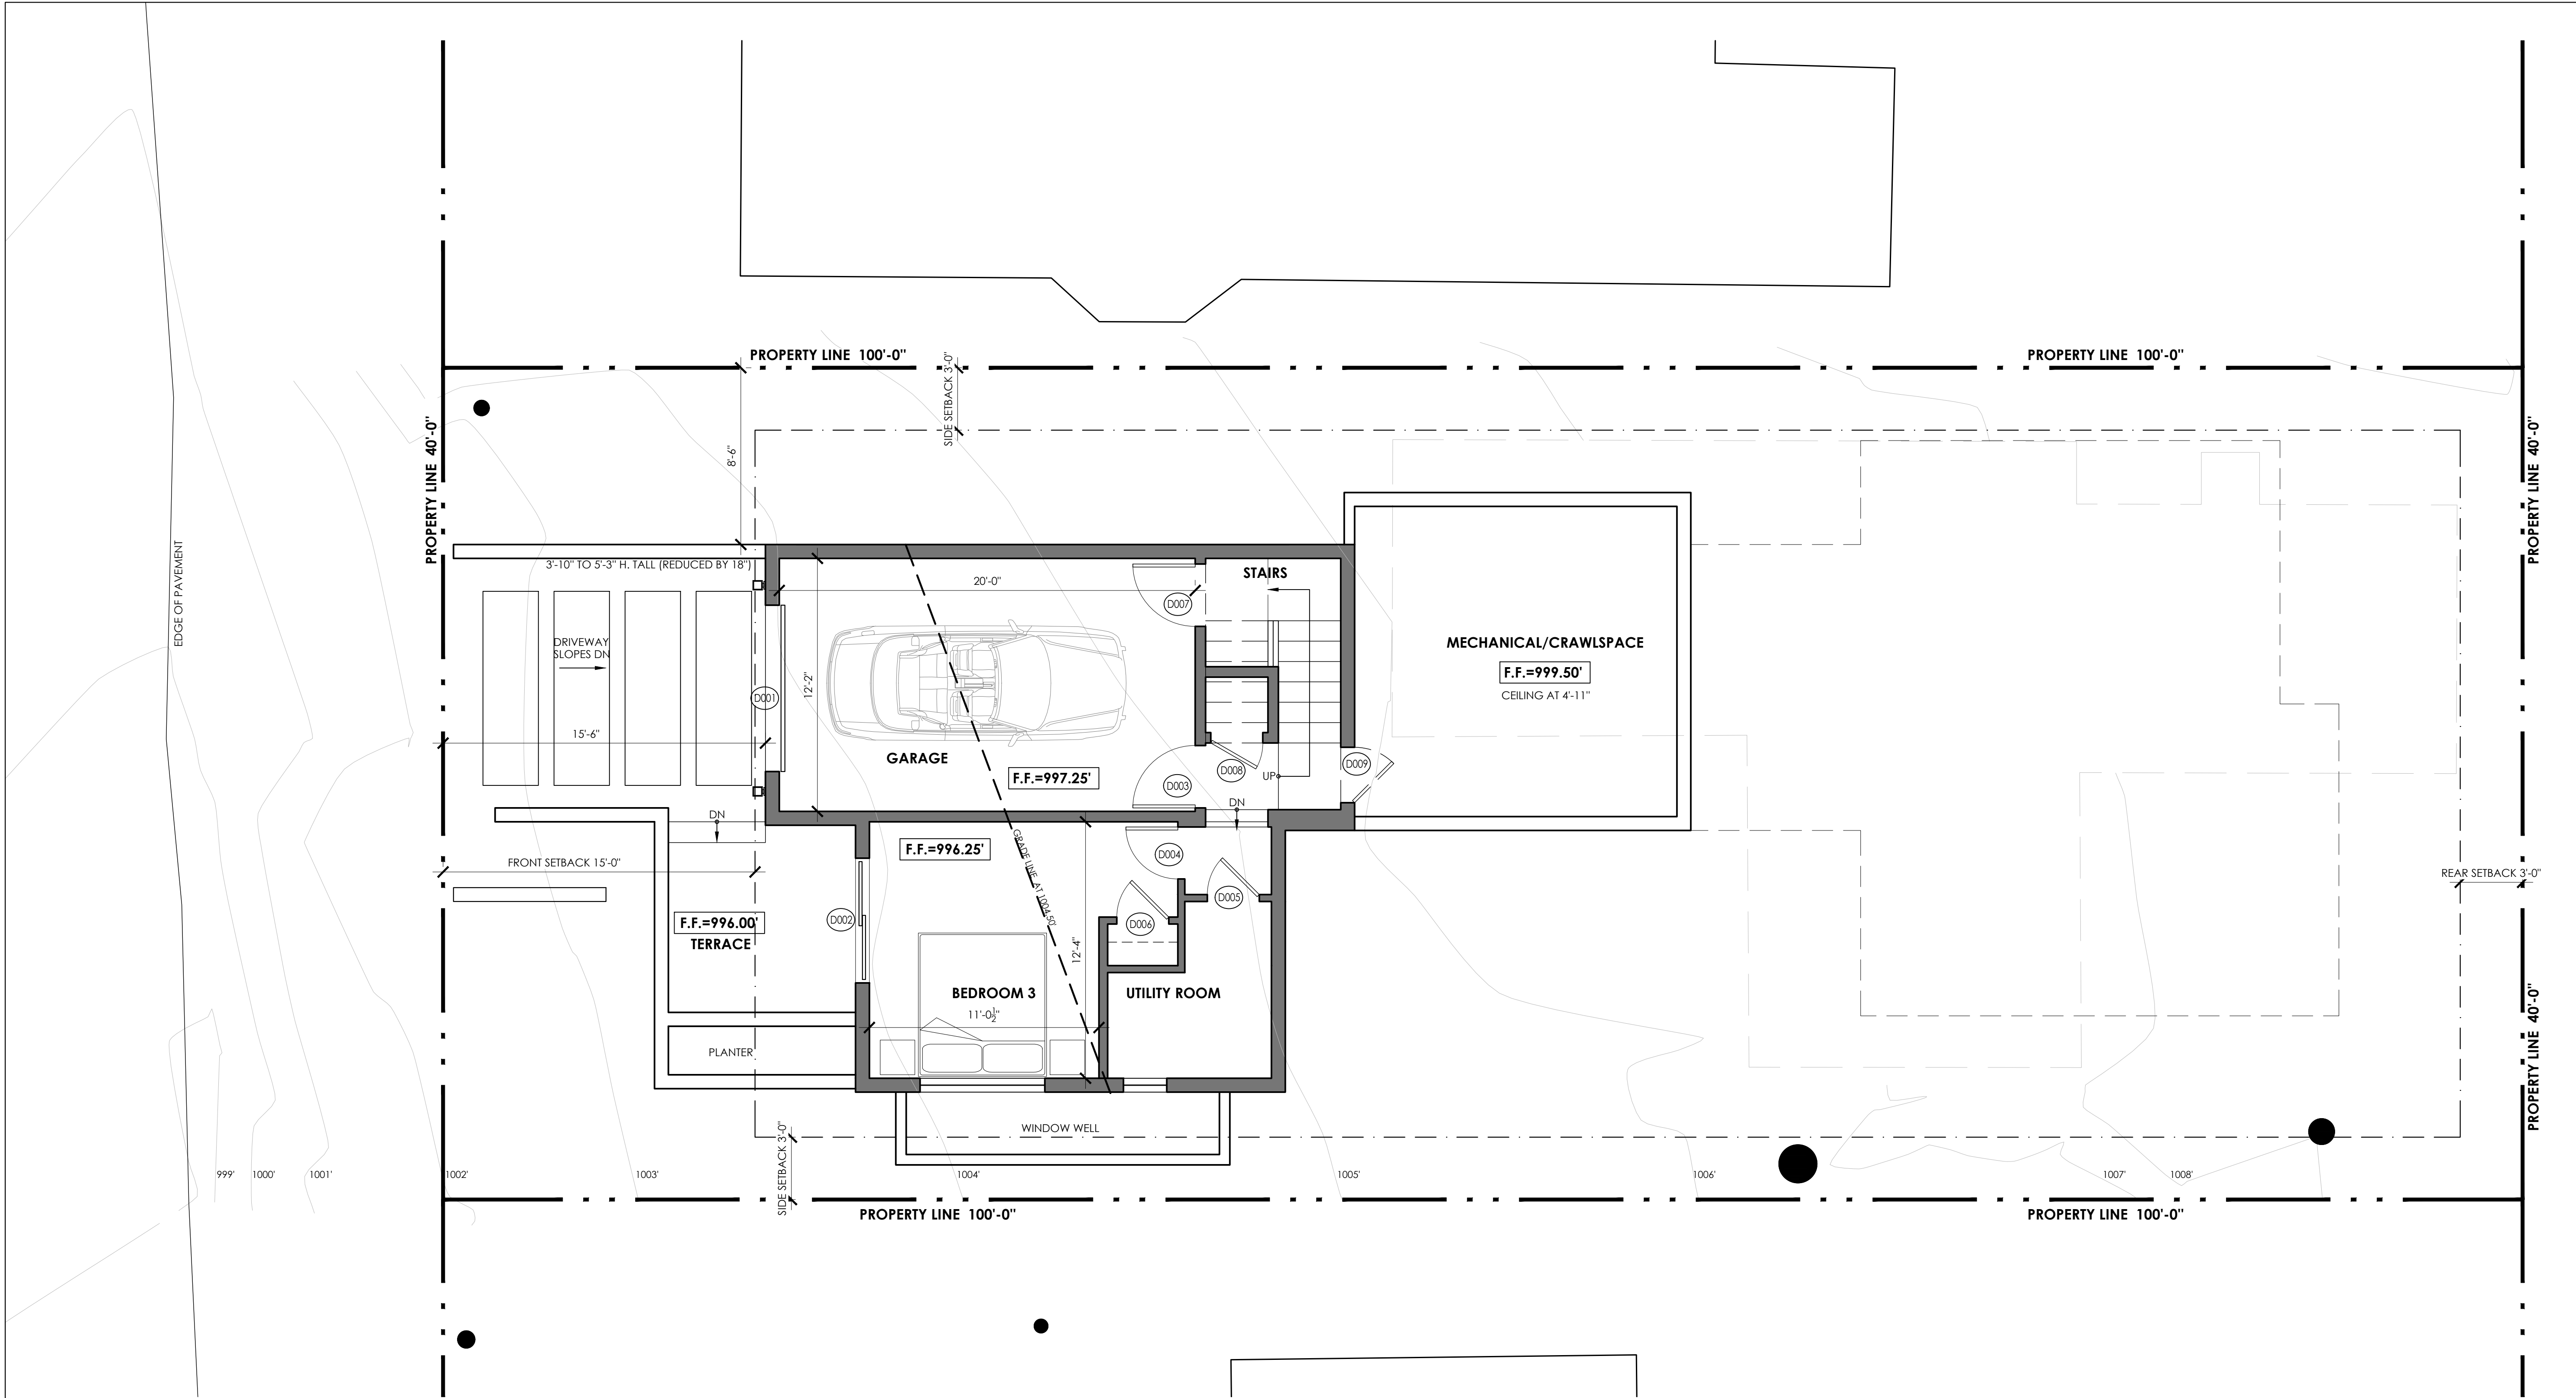 PROPERTY LINE 100'-0"
PROPERTY LINE 100'-0"
SIDE SETBACK 3'-0"
PROPERTY LINE 40'-0"
PROPERTY LINE 40'-0"
8'-6"
EDGE OF PAVEMENT
3'-10" TO 5'-3" H. TALL (REDUCED BY 18")
STAIRS
20'-0"
D007
DRIVEWAY
SLOPES DN
MECHANICAL/CRAWLSPACE
F.F.=999.50'
CEILING AT 4'-11"
12'-2"
D001
15'-6"
GARAGE
F.F.=997.25'
D003
D008
UP
D009
DN
DN
GRADE LINE AT 1004.50'
F.F.=996.25'
D004
FRONT SETBACK 15'-0"
REAR SETBACK 3'-0"
D005
D002
D006
F.F.=996.00'
TERRACE
12'-4"
BEDROOM 3
11'-0½"
UTILITY ROOM
PROPERTY LINE 40'-0"
PLANTER
WINDOW WELL
SIDE SETBACK 3'-0"
999'
1000'
1001'
1002'
1003'
1004'
1005'
1006'
1007'
1008'
PROPERTY LINE 100'-0"
PROPERTY LINE 100'-0"